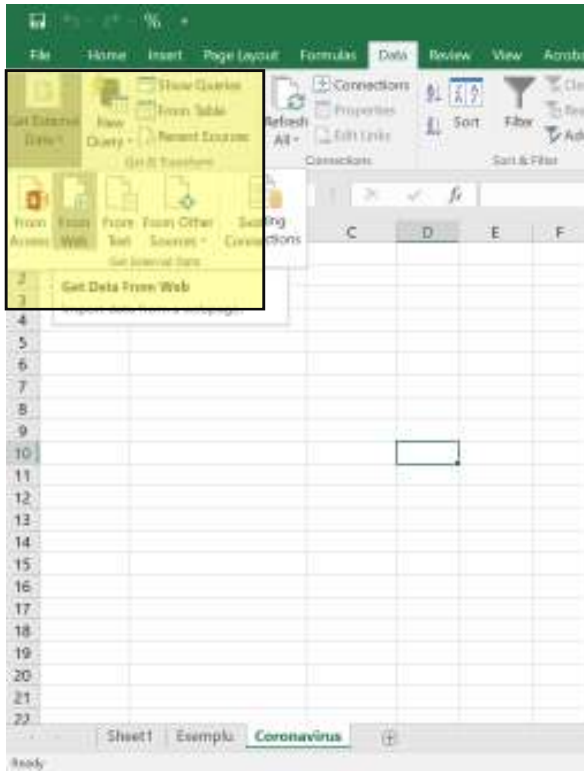 %
File Home Insert Page Layout Formulas Data Review View Acroba
Get External Data
New Query
Show Queries
From Table
Recent Sources
Refresh All
Connections
Properties
Edit Links
Sort
Filter
Get & Transform Connections Sort & Filter
From Access
From Web
From Text
From Other Sources
Existing Connections
Get External Data
fx
C D E F
Get Data From Web
Import data from a webpage.
2
3
4
5
6
7
8
9
10
11
12
13
14
15
16
17
18
19
20
21
22
Sheet1 Exemplu Coronavirus
Ready